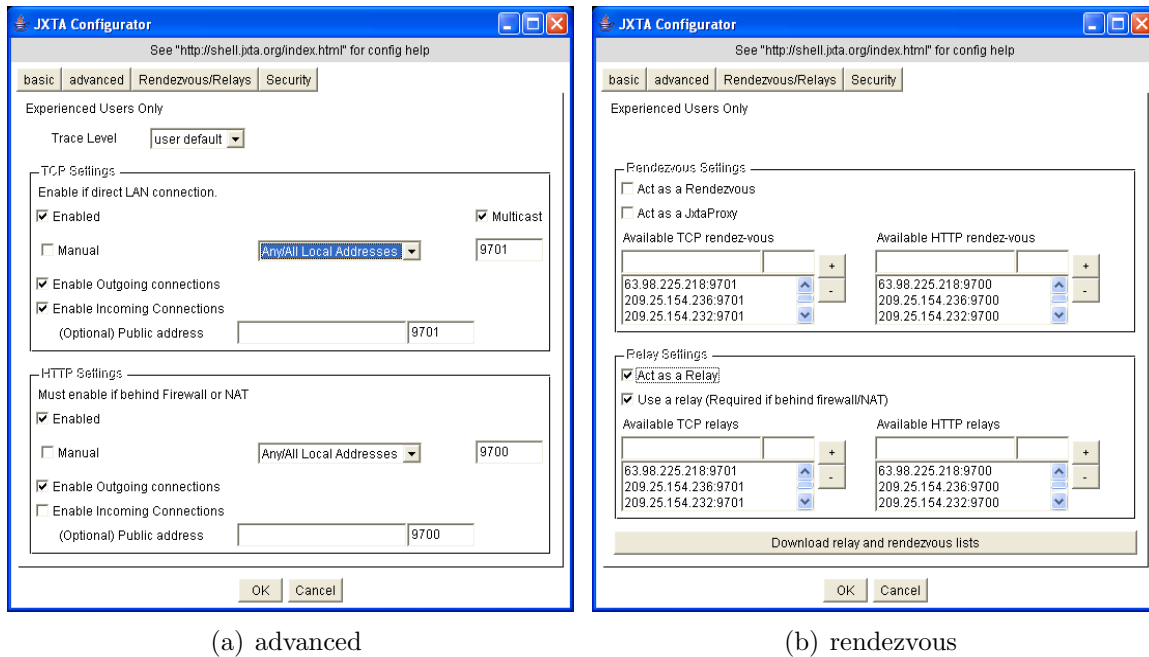 JXTA Configurator
See "http://shell.jxta.org/index.html" for config help
basic advanced Rendezvous/Relays Security
Experienced Users Only
Trace Level user default
TCP Settings
Enable if direct LAN connection.
Enabled Multicast
Manual Any/All Local Addresses 9701
Enable Outgoing connections
Enable Incoming Connections
(Optional) Public address 9701
HTTP Settings
Must enable if behind Firewall or NAT
Enabled
Manual Any/All Local Addresses 9700
Enable Outgoing connections
Enable Incoming Connections
(Optional) Public address 9700
OK Cancel
(a) advanced
JXTA Configurator
See "http://shell.jxta.org/index.html" for config help
basic advanced Rendezvous/Relays Security
Experienced Users Only
Rendezvous Settings
Act as a Rendezvous
Act as a JxtaProxy
Available TCP rendez-vous Available HTTP rendez-vous
+ +
63.98.225.218:9701 - 63.98.225.218:9700 -
209.25.154.236:9701 209.25.154.236:9700
209.25.154.232:9701 209.25.154.232:9700
Relay Settings
Act as a Relay
Use a relay (Required if behind firewall/NAT)
Available TCP relays Available HTTP relays
+ +
63.98.225.218:9701 - 63.98.225.218:9700 -
209.25.154.236:9701 209.25.154.236:9700
209.25.154.232:9701 209.25.154.232:9700
Download relay and rendezvous lists
OK Cancel
(b) rendezvous